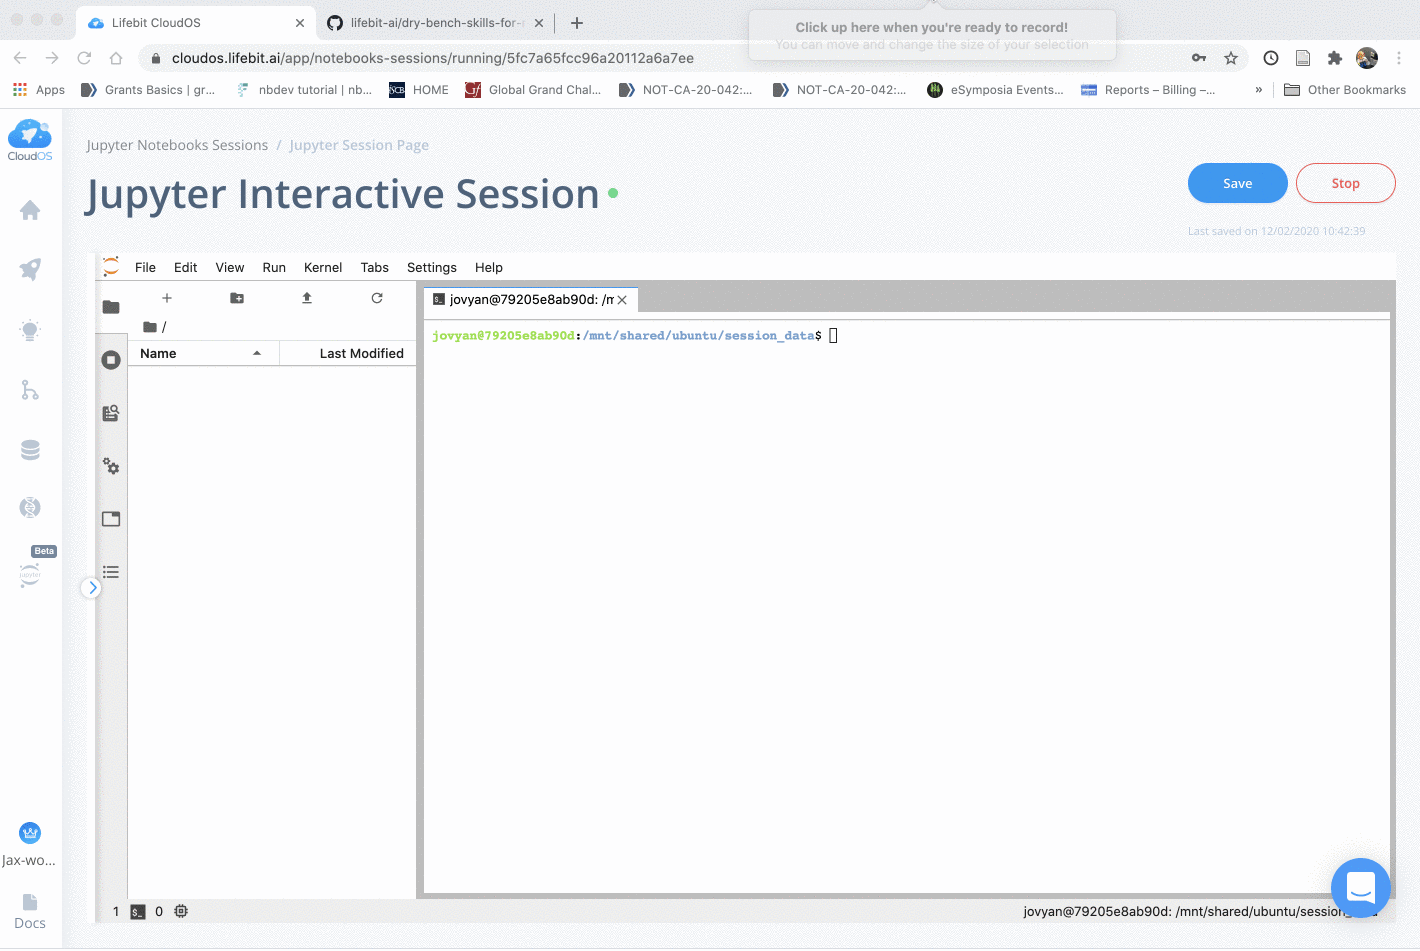 Lifebit CloudOS
lifebit-ai/dry-bench-skills-for-r
Click up here when you're ready to record!
You can move and change the size of your selection
cloudos.lifebit.ai/app/notebooks-sessions/running/5fc7a65fcc96a20112a6a7ee
Apps
Grants Basics | gr...
nbdev tutorial | nb...
HOME
Global Grand Chal...
NOT-CA-20-042:...
NOT-CA-20-042:...
eSymposia Events...
Reports – Billing –...
»
Other Bookmarks
CloudOS
Jupyter Notebooks Sessions / Jupyter Session Page
Jupyter Interactive Session
Save
Stop
Last saved on 12/02/2020 10:42:39
File Edit View Run Kernel Tabs Settings Help
/
Name
Last Modified
jovyan@79205e8ab90d: /m
jovyan@79205e8ab90d:/mnt/shared/ubuntu/session_data$
Beta
jupyter
Jax-wo...
Docs
1
0
jovyan@79205e8ab90d: /mnt/shared/ubuntu/session_